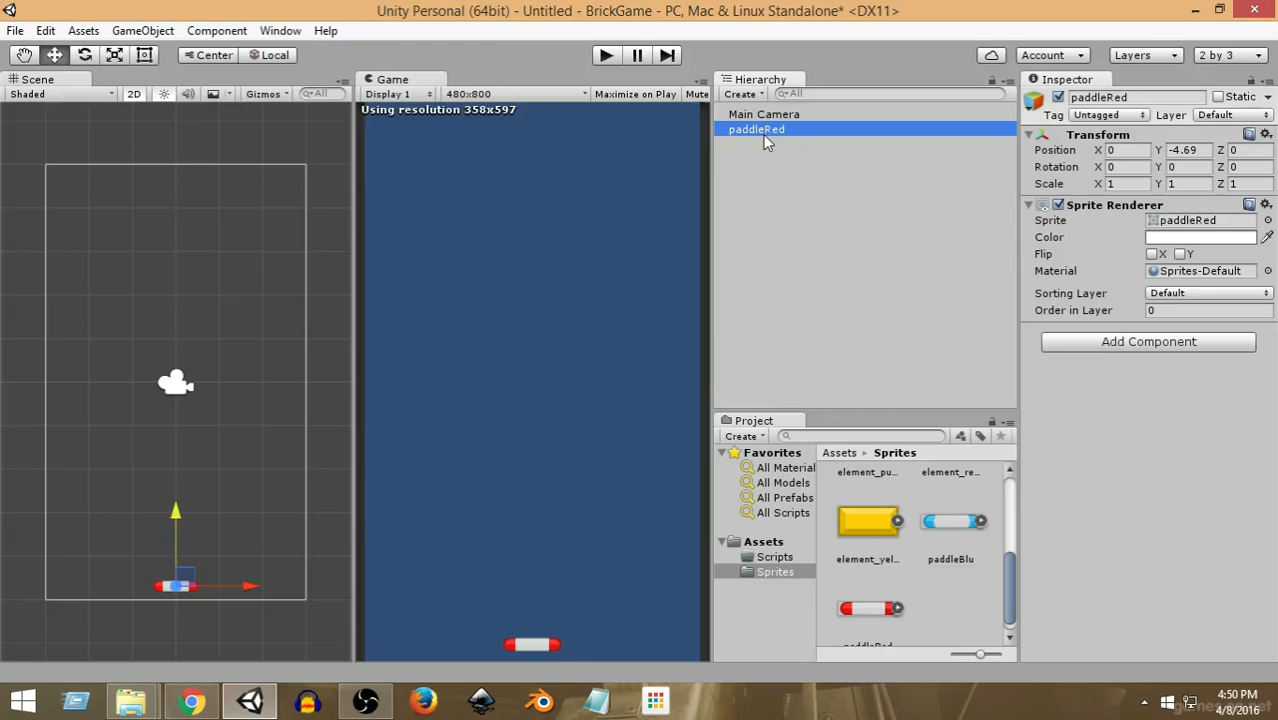 Unity Personal (64bit) - Untitled - BrickGame - PC, Mac & Linux Standalone* <DX11>
File Edit Assets GameObject Component Window Help
Center Local Account Layers 2 by 3
Scene
Shaded 2D Gizmos All
Game
Display 1 480x800 Maximize on Play Mute
Using resolution 358x597
Hierarchy
Create All
Main Camera
paddleRed
Inspector
paddleRed Static
Tag Untagged Layer Default
Transform
Position X 0 Y -4.69 Z 0
Rotation X 0 Y 0 Z 0
Scale X 1 Y 1 Z 1
Sprite Renderer
Sprite paddleRed
Color
Flip X Y
Material Sprites-Default
Sorting Layer Default
Order in Layer 0
Add Component
Project
Create
Favorites
All Material
All Models
All Prefabs
All Scripts
Assets
Scripts
Sprites
Assets Sprites
element_pu... element_re...
element_yel... paddleBlu
paddleRed
4:50 PM
4/8/2016